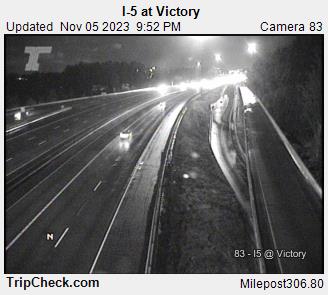 I-5 at Victory
Updated Nov 05 2023 9:52 PM Camera 83
T
N
83 - I5 @ Victory
TripCheck.com Milepost306.80